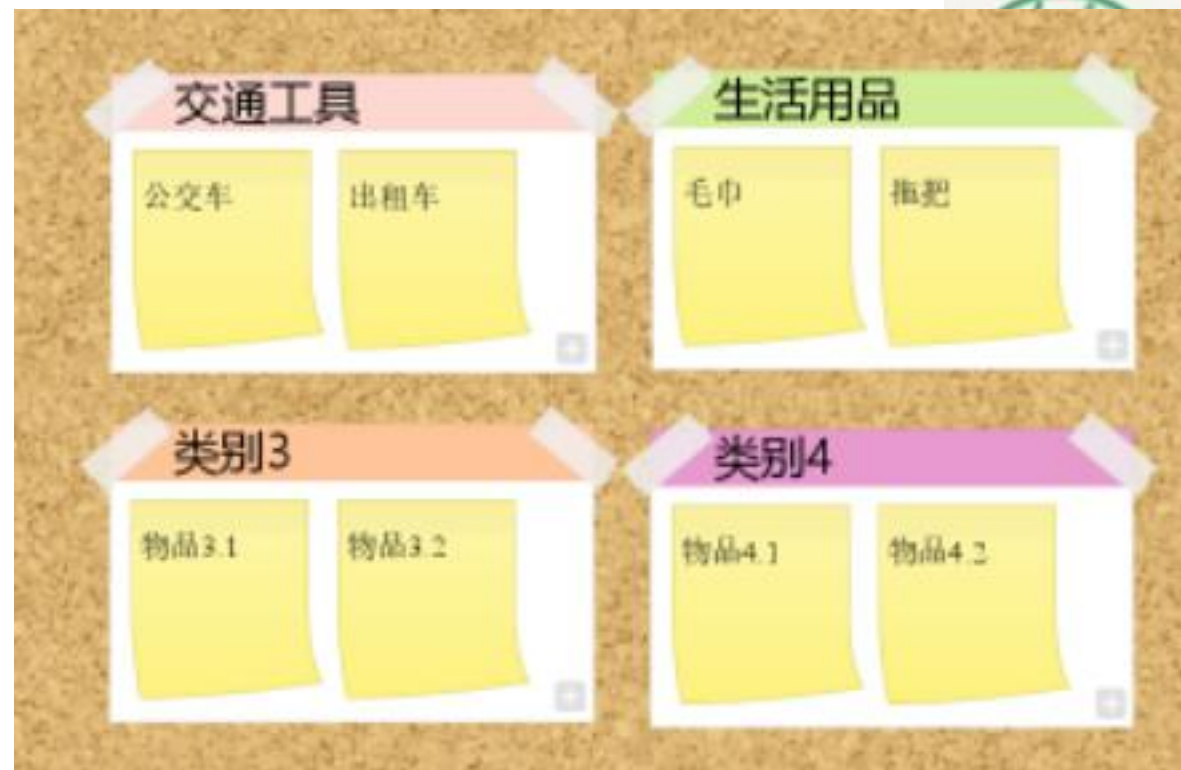 交通工具
公交车
出租车
生活用品
毛巾
拖把
类别3
物品3.1
物品3.2
类别4
物品4.1
物品4.2